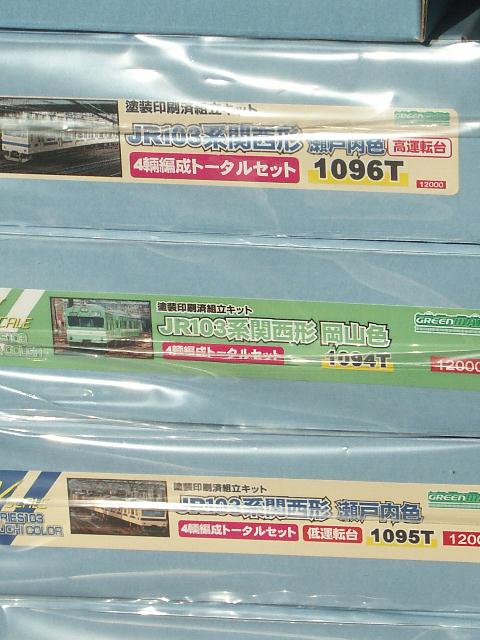 塗装印刷済組立キット
JR103系関西形 瀬戸内色 高運転台
4輌編成トータルセット 1096T
12000
塗装印刷済組立キット
JR103系関西形 岡山色
GREENMA
4輌編成トータルセット 1094T
12000
塗装印刷済組立キット
JR103系関西形 瀬戸内色
4輌編成トータルセット 低運転台 1095T
1200